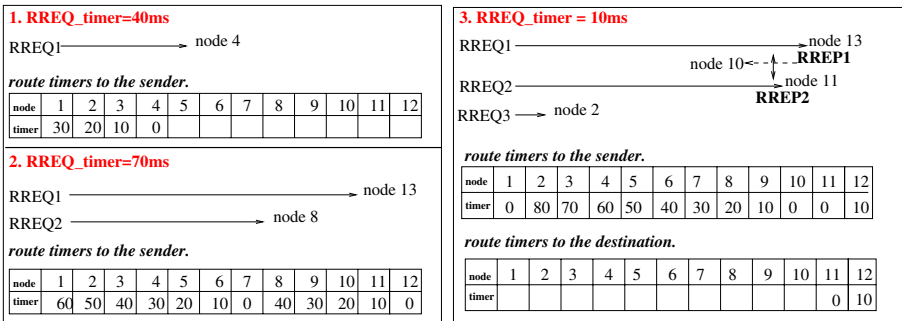 1. RREQ_timer=40ms
RREQ1 node 4
route timers to the sender.
node 1 2 3 4 5 6 7 8 9 10 11 12
timer 30 20 10 0
2. RREQ_timer=70ms
RREQ1 node 13
RREQ2 node 8
route timers to the sender.
node 1 2 3 4 5 6 7 8 9 10 11 12
timer 60 50 40 30 20 10 0 40 30 20 10 0
3. RREQ_timer = 10ms
RREQ1 node 13
node 10 RREP1
RREQ2 node 11
RREP2
RREQ3 node 2
route timers to the sender.
node 1 2 3 4 5 6 7 8 9 10 11 12
timer 0 80 70 60 50 40 30 20 10 0 0 10
route timers to the destination.
node 1 2 3 4 5 6 7 8 9 10 11 12
timer 0 10